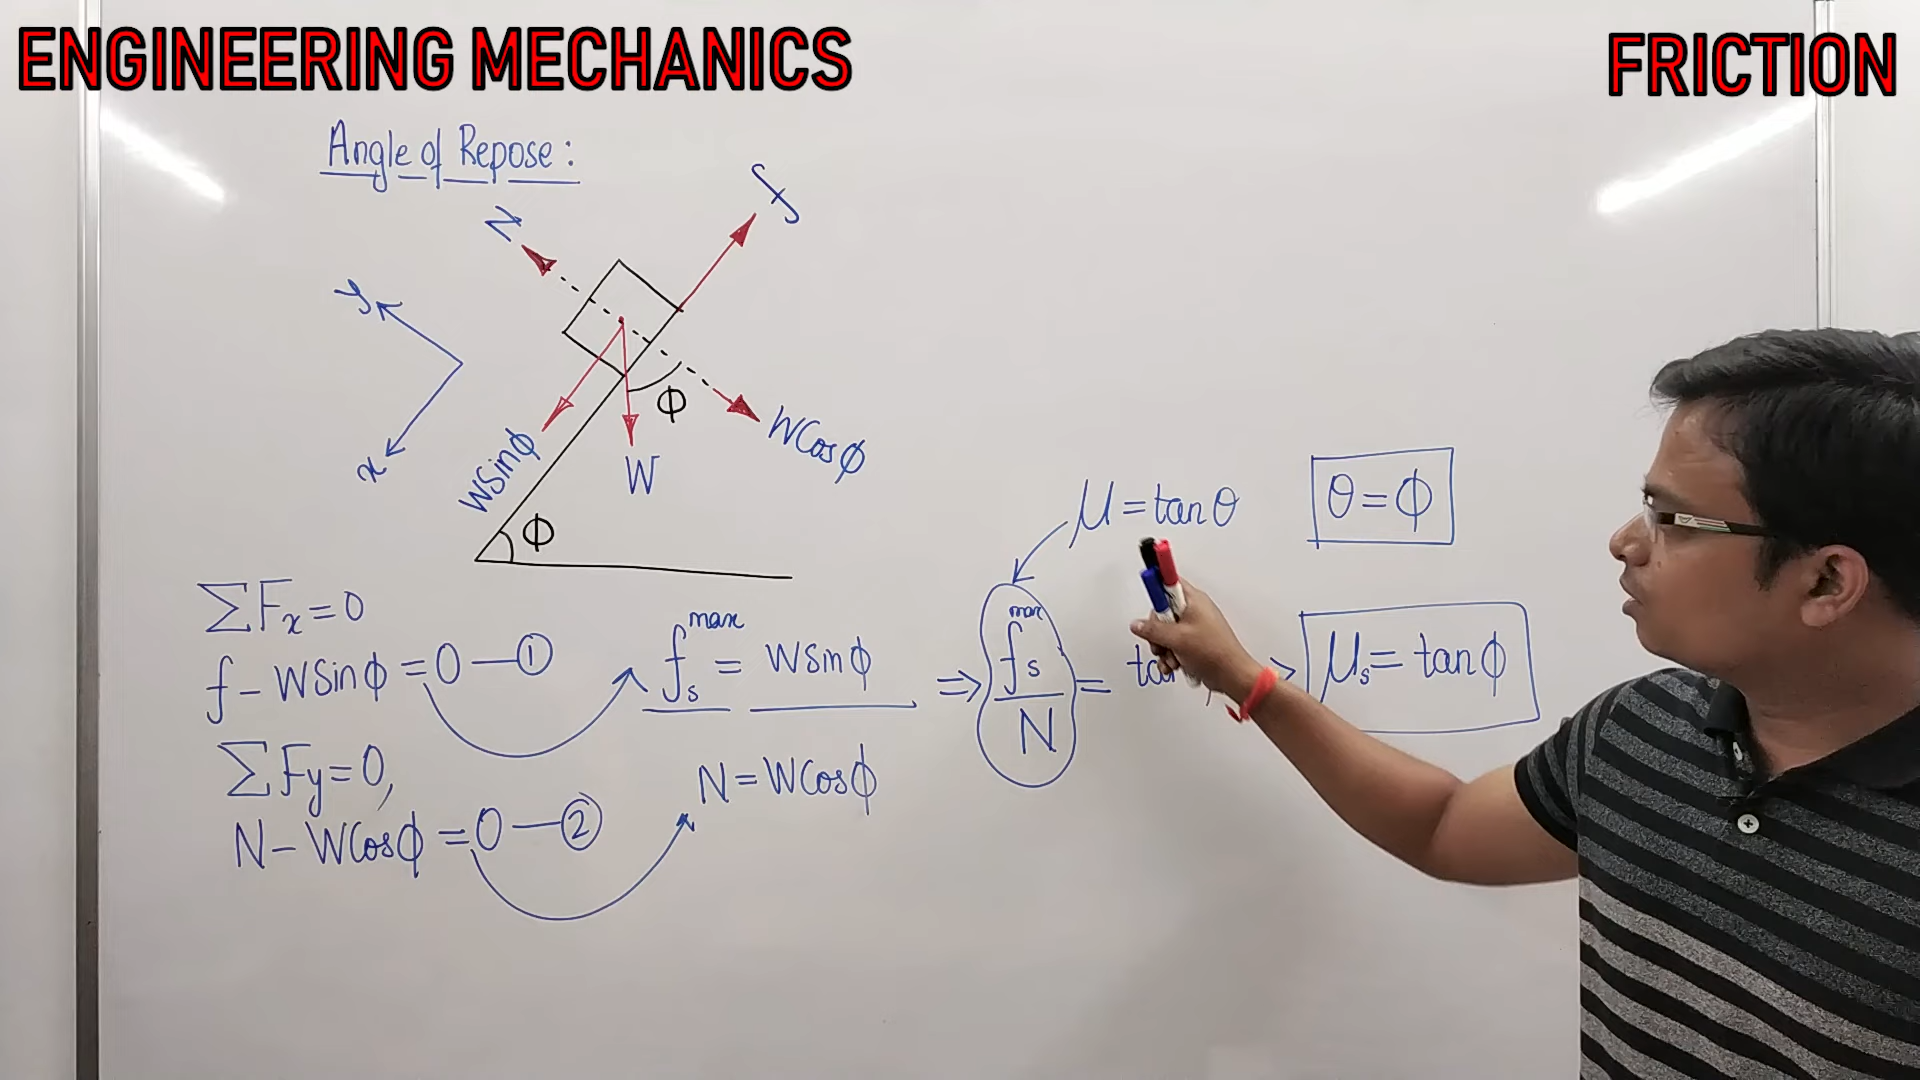 ENGINEERING MECHANICS
FRICTION
Angle of Repose:
f
N
y
x
ϕ
WCosϕ
WSinϕ
W
ϕ
μ=tanθ
θ=ϕ
ΣFx=0
f-WSinϕ=0—①
ΣFy=0,
N-WCosϕ=0—②
fs^max = WSinϕ
N=WCosϕ
⇒ fs^max / N =
μs=tanϕ